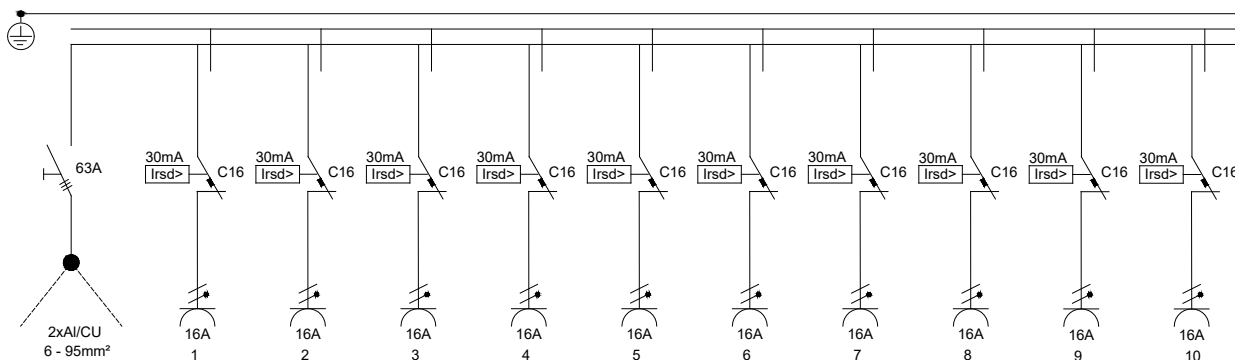 30mA 30mA 30mA 30mA 30mA 30mA 30mA 30mA 30mA 30mA
63A Irsd> C16 Irsd> C16 Irsd> C16 Irsd> C16 Irsd> C16 Irsd> C16 Irsd> C16 Irsd> C16 Irsd> C16 Irsd> C16
2xAl/CU 16A 16A 16A 16A 16A 16A 16A 16A 16A 16A
6 - 95mm² 1 2 3 4 5 6 7 8 9 10